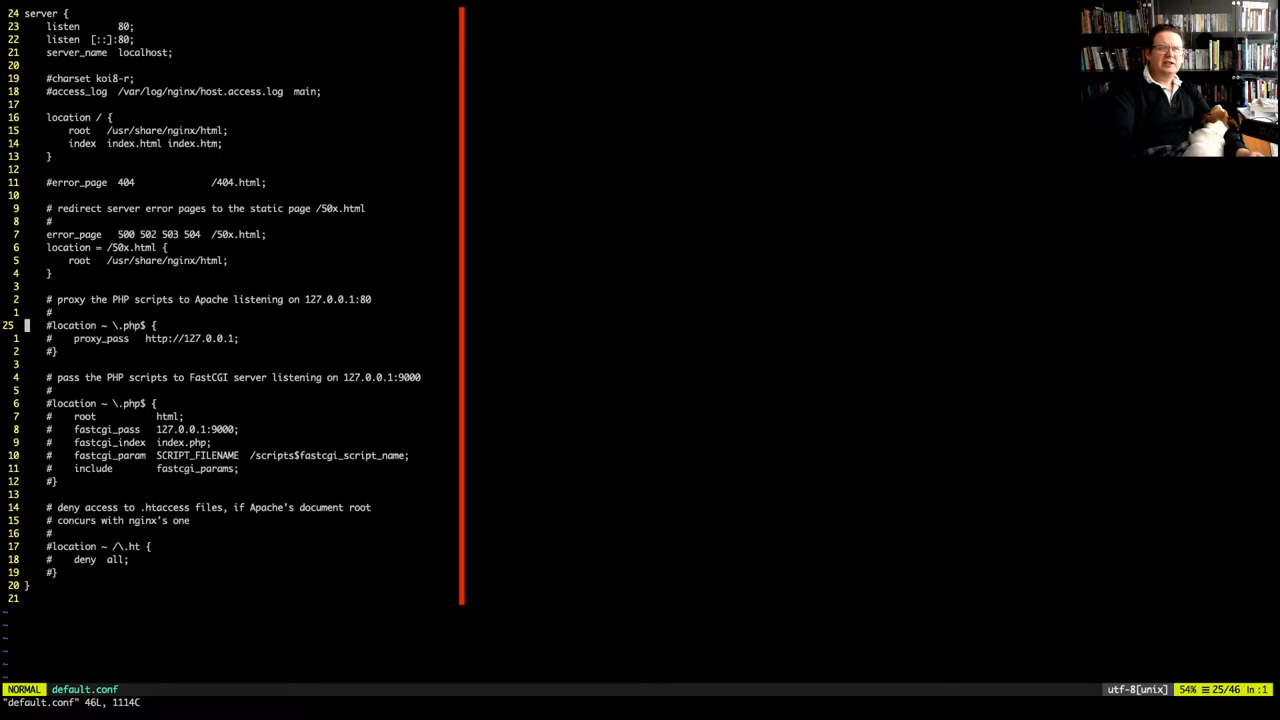 24 server {
23     listen       80;
22     listen  [::]:80;
21     server_name  localhost;
20
19     #charset koi8-r;
18     #access_log  /var/log/nginx/host.access.log  main;
17
16     location / {
15         root   /usr/share/nginx/html;
14         index  index.html index.htm;
13     }
12
11     #error_page  404              /404.html;
10
9     # redirect server error pages to the static page /50x.html
8     #
7     error_page   500 502 503 504  /50x.html;
6     location = /50x.html {
5         root   /usr/share/nginx/html;
4     }
3
2     # proxy the PHP scripts to Apache listening on 127.0.0.1:80
1     #
25     #location ~ \.php$ {
1     #    proxy_pass   http://127.0.0.1;
2     #}
3
4     # pass the PHP scripts to FastCGI server listening on 127.0.0.1:9000
5     #
6     #location ~ \.php$ {
7     #    root           html;
8     #    fastcgi_pass   127.0.0.1:9000;
9     #    fastcgi_index  index.php;
10     #    fastcgi_param  SCRIPT_FILENAME  /scripts$fastcgi_script_name;
11     #    include        fastcgi_params;
12     #}
13
14     # deny access to .htaccess files, if Apache's document root
15     # concurs with nginx's one
16     #
17     #location ~ /\.ht {
18     #    deny  all;
19     #}
20 }
21
~
~
~
~
~
~
NORMAL default.conf utf-8[unix] 54% ≡ 25/46 ln :1
"default.conf" 46L, 1114C